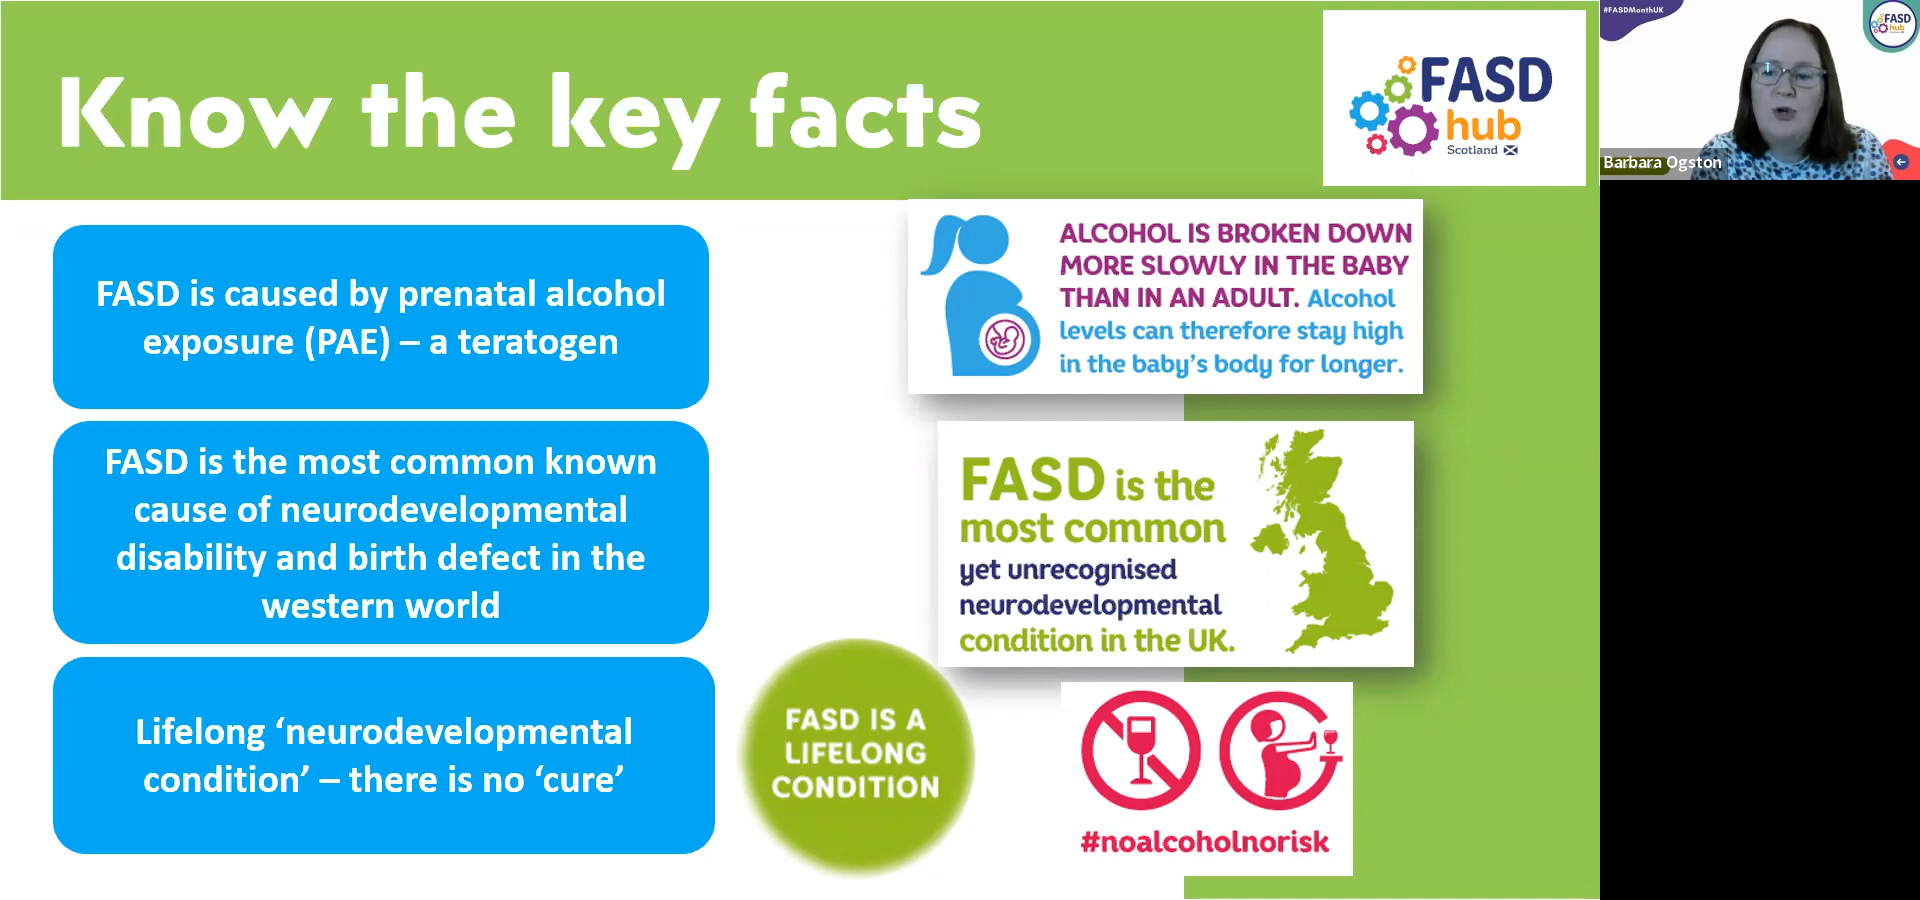 Know the key facts
FASD
hub
Scotland
#FASDMonthUK
FASD
hub
Barbara Ogston
FASD is caused by prenatal alcohol
exposure (PAE) – a teratogen
ALCOHOL IS BROKEN DOWN
MORE SLOWLY IN THE BABY
THAN IN AN ADULT. Alcohol
levels can therefore stay high
in the baby's body for longer.
FASD is the most common known
cause of neurodevelopmental
disability and birth defect in the
western world
FASD is the
most common
yet unrecognised
neurodevelopmental
condition in the UK.
Lifelong ‘neurodevelopmental
condition’ – there is no ‘cure’
FASD IS A
LIFELONG
CONDITION
#noalcoholnorisk